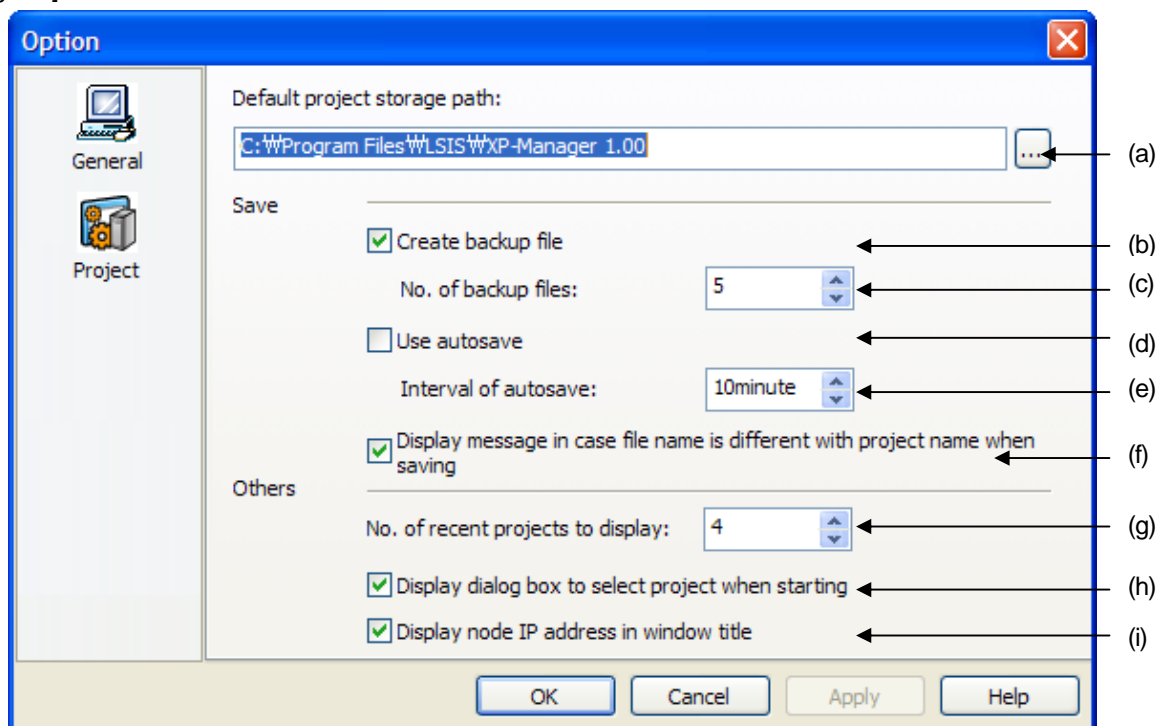 Option
General
Project
Default project storage path:
C:₩Program Files₩LSIS₩XP-Manager 1.00
...
(a)
Save
Create backup file
(b)
No. of backup files:
5
(c)
Use autosave
(d)
Interval of autosave:
10minute
(e)
Display message in case file name is different with project name when
saving
(f)
Others
No. of recent projects to display:
4
(g)
Display dialog box to select project when starting
(h)
Display node IP address in window title
(i)
OK
Cancel
Apply
Help